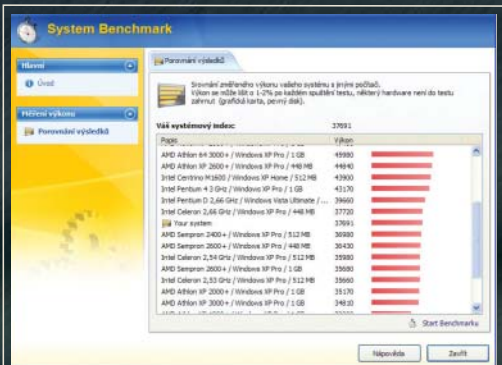 System Benchmark
Hlavní
Úvod
Měření výkonu
Porovnání výsledků
Porovnání výsledků
Srovnání změřeného výkonu vašeho systému s jinými počítači.
Výkon se může lišit o 1-2% po každém spuštění testu, některý hardware není do testu
zahrnut (grafická karta, pevný disk).
Váš systémový index: 37691
Popis Výkon
AMD Athlon 64 3000+ / Windows XP Pro / 1 GB 49980
AMD Athlon XP 2600+ / Windows XP Pro / 448 MB 44840
Intel Centrino M1600 / Windows XP Home / 512 MB 43900
Intel Pentium 4 3 GHz / Windows XP Pro / 1 GB 43170
Intel Pentium D 2,66 GHz / Windows Vista Ultimate / ... 39660
Intel Celeron 2,66 GHz / Windows XP Pro / 448 MB 37720
Your system 37691
AMD Sempron 2400+ / Windows XP Pro / 512 MB 36980
AMD Sempron 2600+ / Windows XP Pro / 448 MB 36430
Intel Celeron 2,54 GHz / Windows XP Pro / 512 MB 35980
AMD Sempron 2600+ / Windows XP Pro / 1 GB 35680
Intel Celeron 2,53 GHz / Windows XP Pro / 512 MB 35660
AMD Athlon XP 2000+ / Windows XP Pro / 1 GB 35170
AMD Athlon XP 3000+ / Windows XP Pro / 1 GB 34810
Start Benchmarku
Nápověda
Zavřít